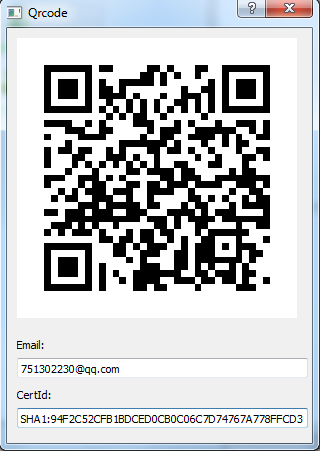 Qrcode
Email:
751302230@qq.com
CertId:
SHA1:94F2C52CFB1BDCED0CB0C06C7D74767A778FFCD3